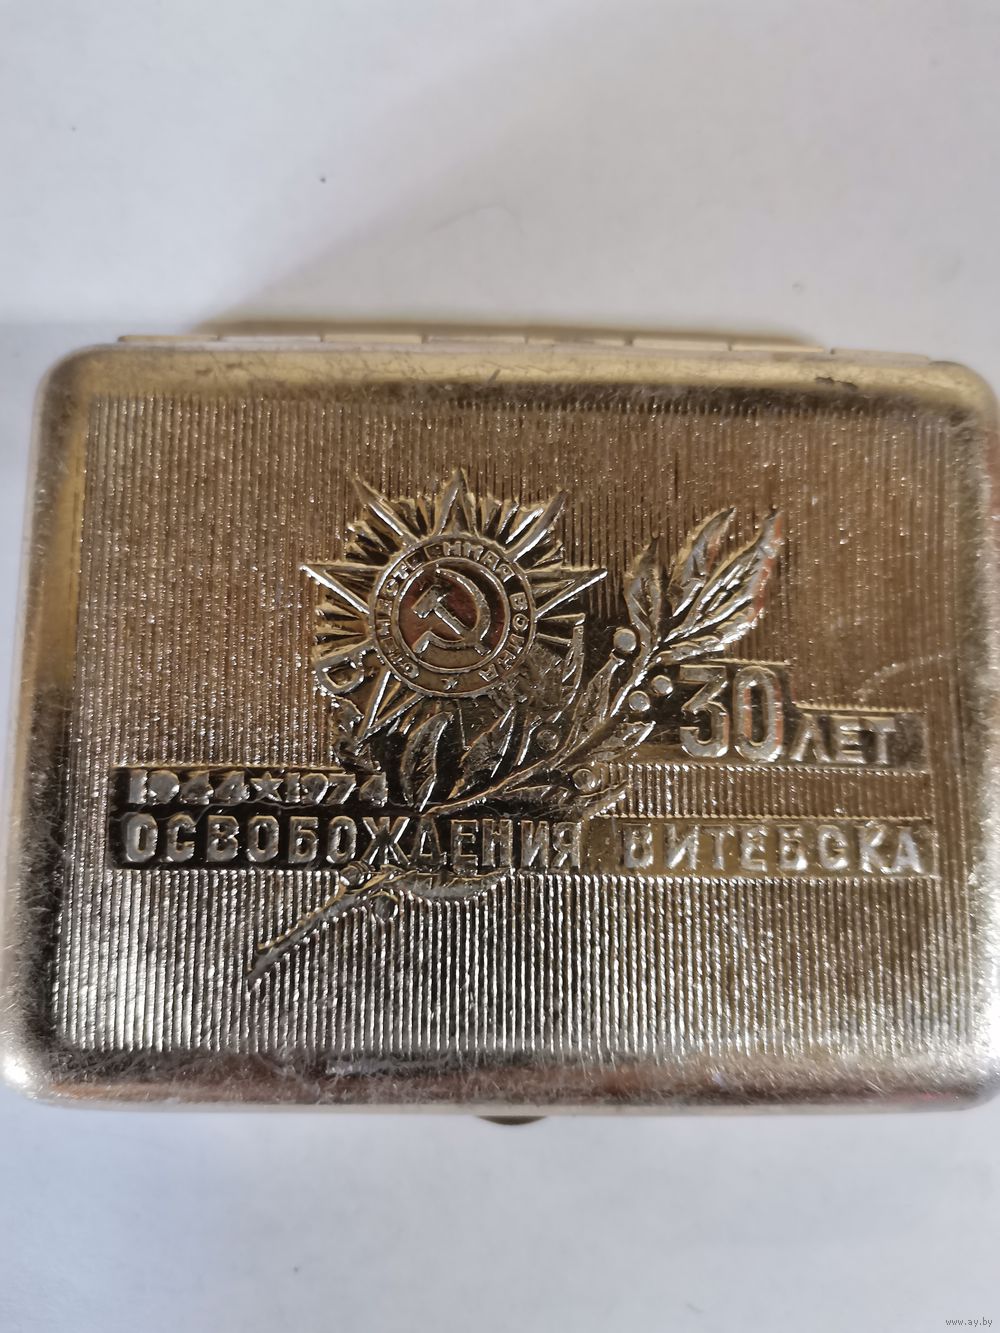 ОТЕЧЕСТВЕННАЯ ВОЙНА
30 ЛЕТ
1944★1974
ОСВОБОЖДЕНИЯ ВИТЕБСКА
www.ay.by